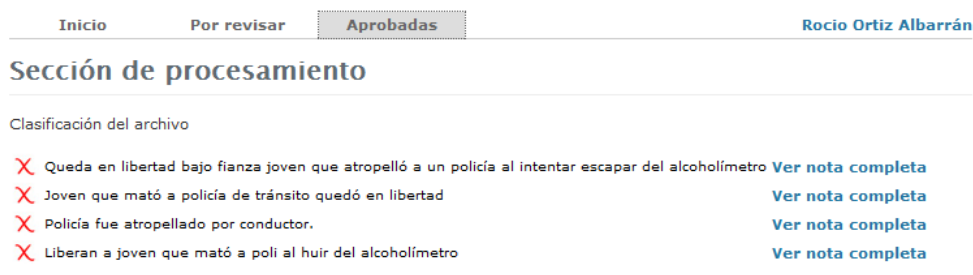 Inicio Por revisar Aprobadas Rocio Ortiz Albarrán
Sección de procesamiento
Clasificación del archivo
Queda en libertad bajo fianza joven que atropelló a un policía al intentar escapar del alcoholímetro Ver nota completa
Joven que mató a policía de tránsito quedó en libertad Ver nota completa
Policía fue atropellado por conductor. Ver nota completa
Liberan a joven que mató a poli al huir del alcoholímetro Ver nota completa